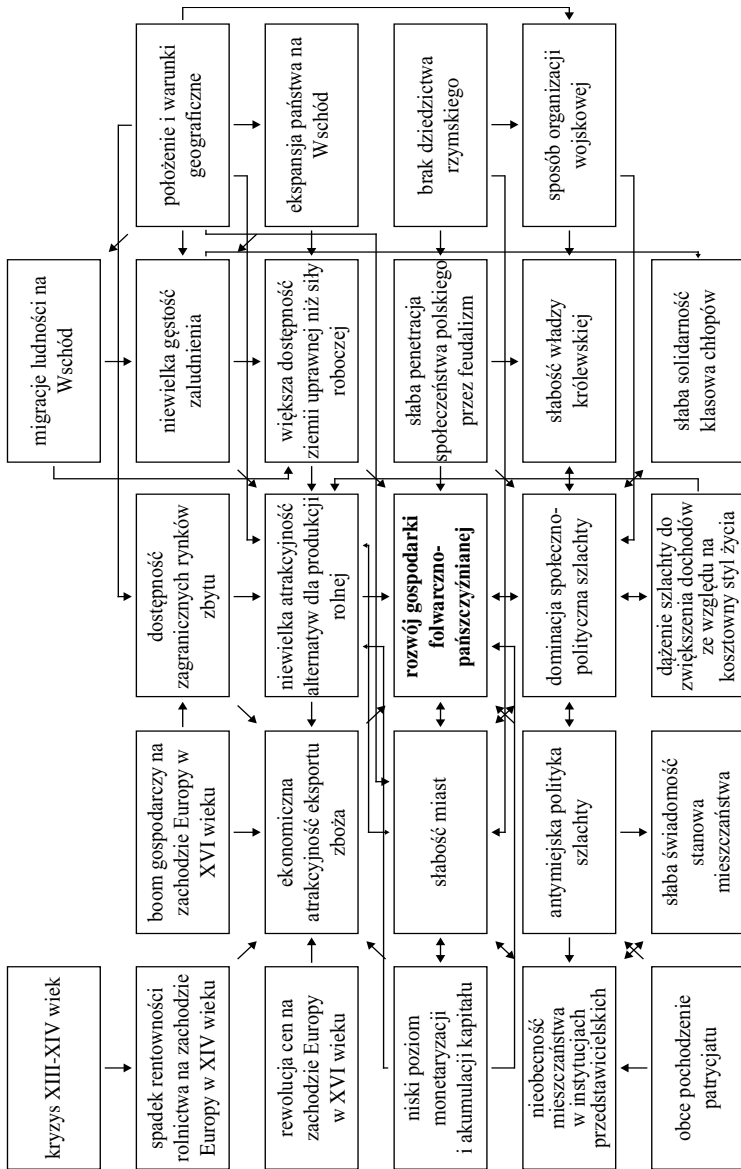 obce pochodzenie
patrycjatu
nieobecność
mieszczaństwa
w instytucjach
przedstawicielskich
niski poziom
monetaryzacji
i akumulacji kapitału
rewolucja cen na
zachodzie Europy
w XVI wieku
spadek rentowności
rolnictwa na zachodzie
Europy w XIV wieku
kryzys XIII-XIV wiek
słaba świadomość
stanowa
mieszczaństwa
antymiejska polityka
szlachty
słabość miast
ekonomiczna
atrakcyjność eksportu
zboża
boom gospodarczy na
zachodzie Europy w
XVI wieku
dążenie szlachty do
zwiększenia dochodów
ze względu na
kosztowny styl życia
dominacja społeczno-
polityczna szlachty
rozwój gospodarki
folwarczno-
pańszczyźnianej
niewielka atrakcyjność
alternatyw dla produkcji
rolnej
dostępność
zagranicznych rynków
zbytu
słaba solidarność
klasowa chłopów
słabość władzy
królewskiej
słaba penetracja
społeczeństwa polskiego
przez feudalizm
większa dostępność
ziemii uprawnej niż siły
roboczej
niewielka gęstość
zaludnienia
migracje ludności na
Wschód
sposób organizacji
wojskowej
brak dziedzictwa
rzymskiego
ekspansja państwa na
Wschód
położenie i warunki
geograficzne